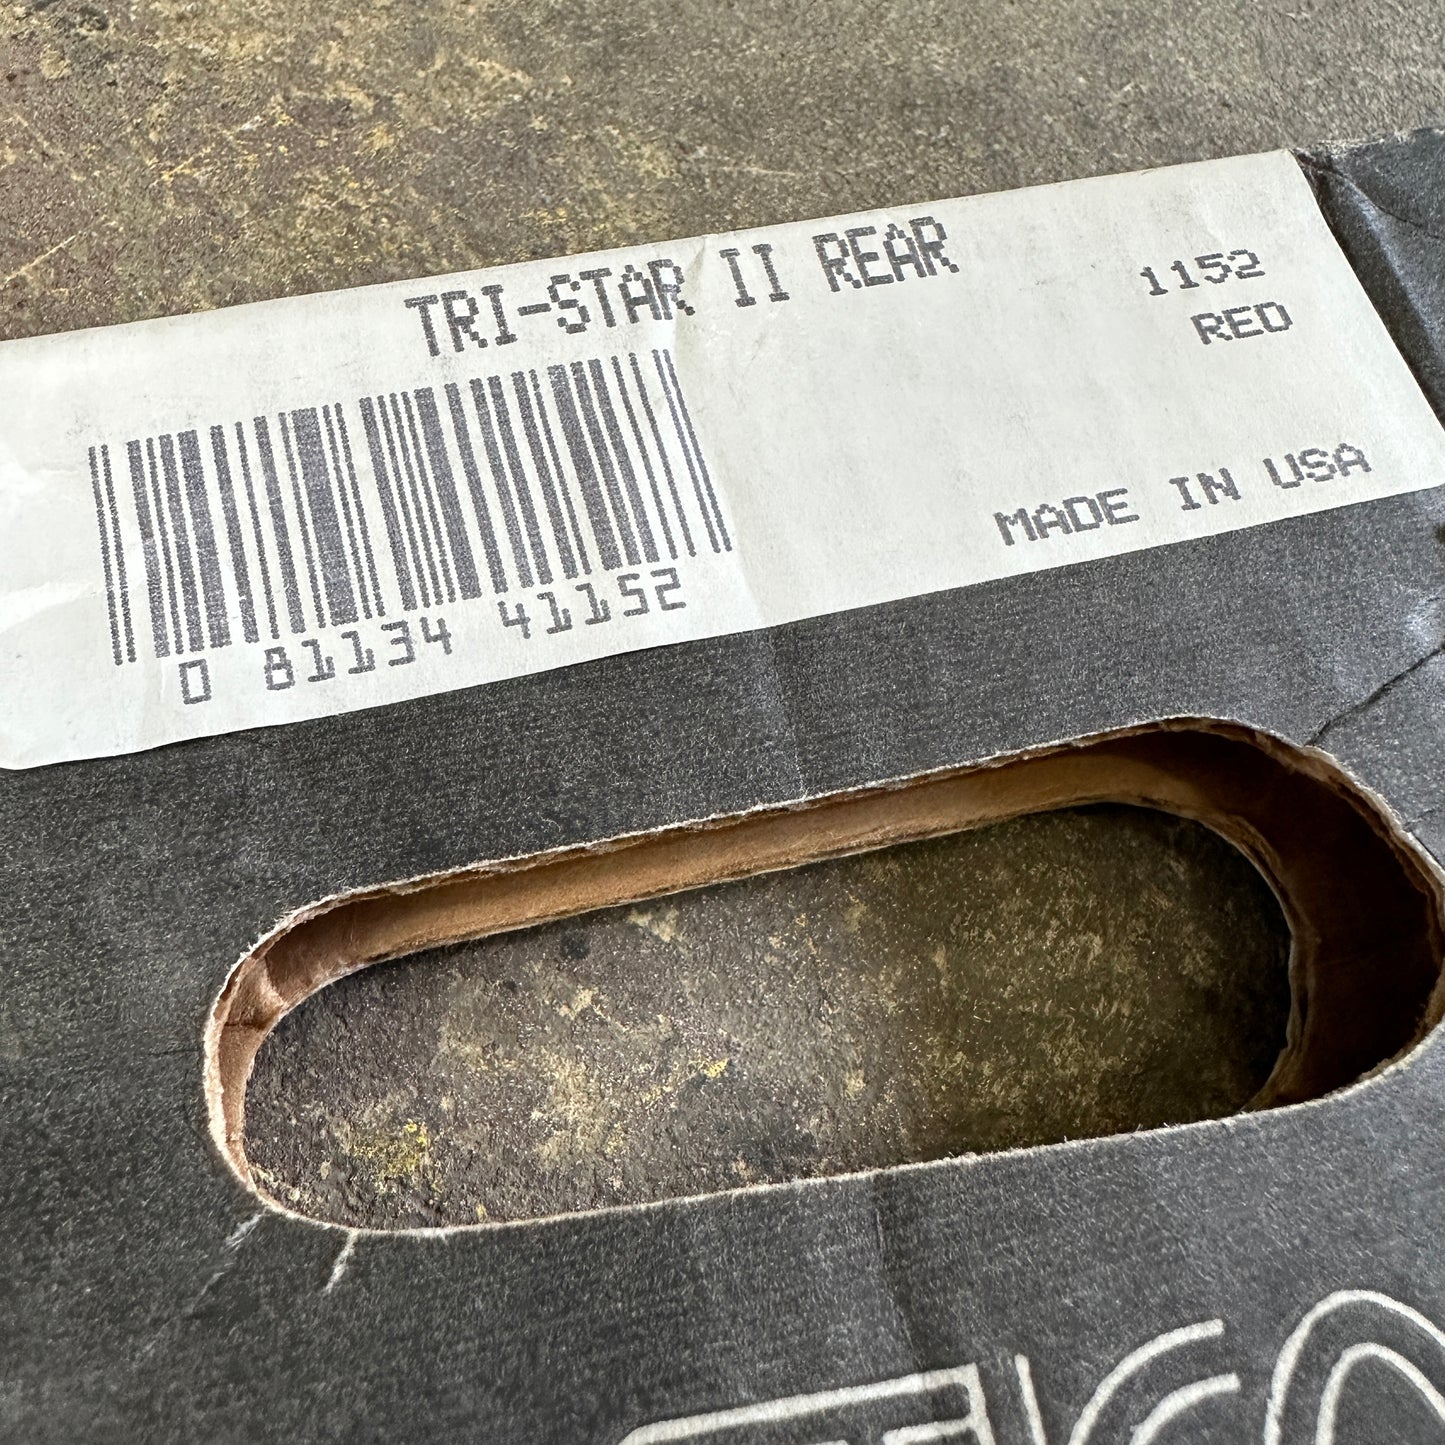 TRI-STAR II REAR
1152
RED
MADE IN USA
0 81134 41152